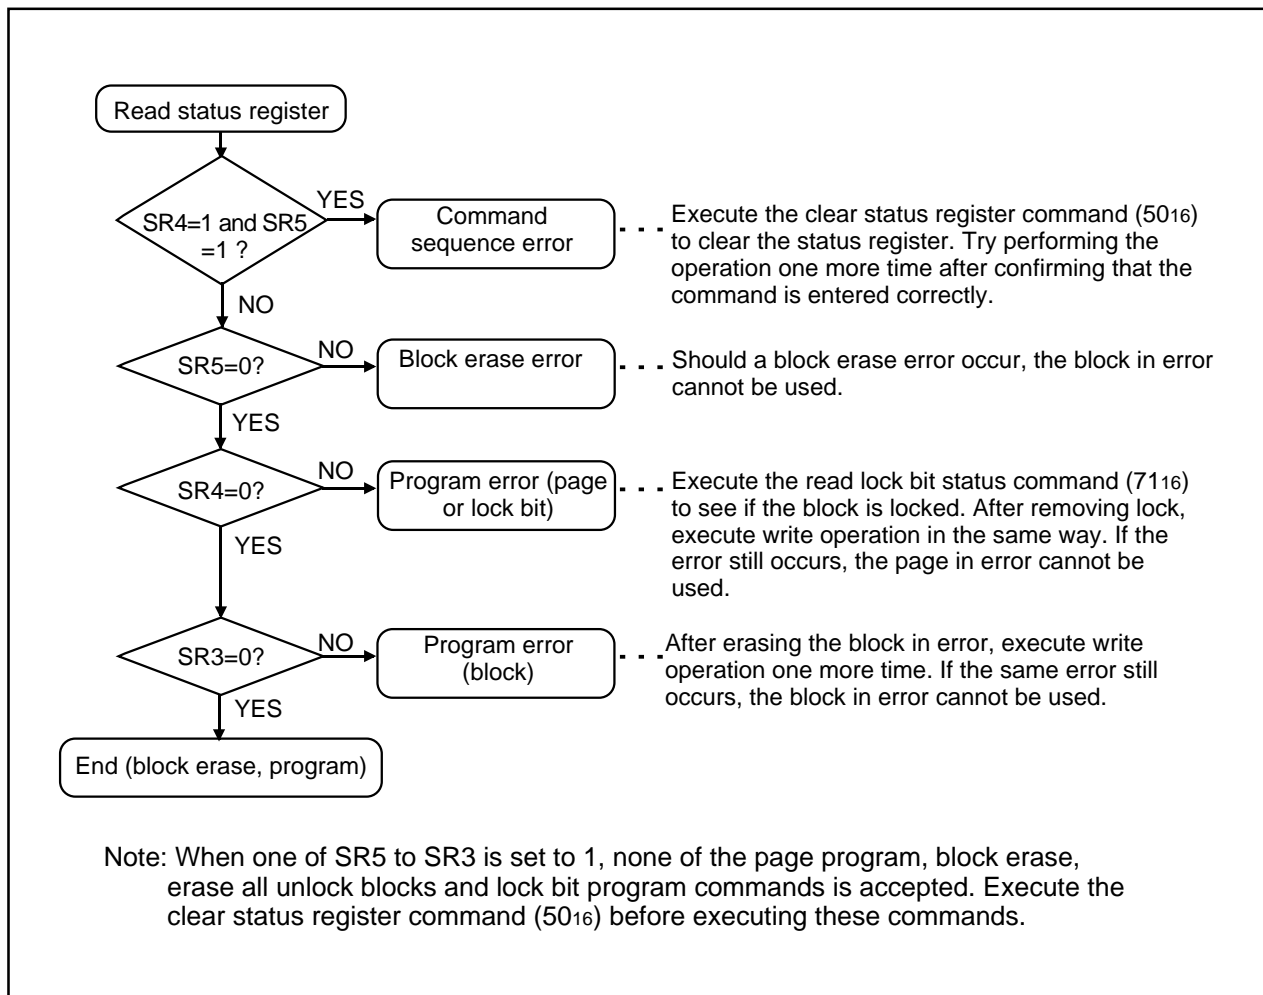 Read status register
SR4=1 and SR5
=1 ?
YES
Command
sequence error
Execute the clear status register command (5016)
to clear the status register. Try performing the
operation one more time after confirming that the
command is entered correctly.
NO
SR5=0?
NO
Block erase error
Should a block erase error occur, the block in error
cannot be used.
YES
SR4=0?
NO
Program error (page
or lock bit)
Execute the read lock bit status command (7116)
to see if the block is locked. After removing lock,
execute write operation in the same way. If the
error still occurs, the page in error cannot be
used.
YES
SR3=0?
NO
Program error
(block)
After erasing the block in error, execute write
operation one more time. If the same error still
occurs, the block in error cannot be used.
YES
End (block erase, program)
Note: When one of SR5 to SR3 is set to 1, none of the page program, block erase,
erase all unlock blocks and lock bit program commands is accepted. Execute the
clear status register command (5016) before executing these commands.